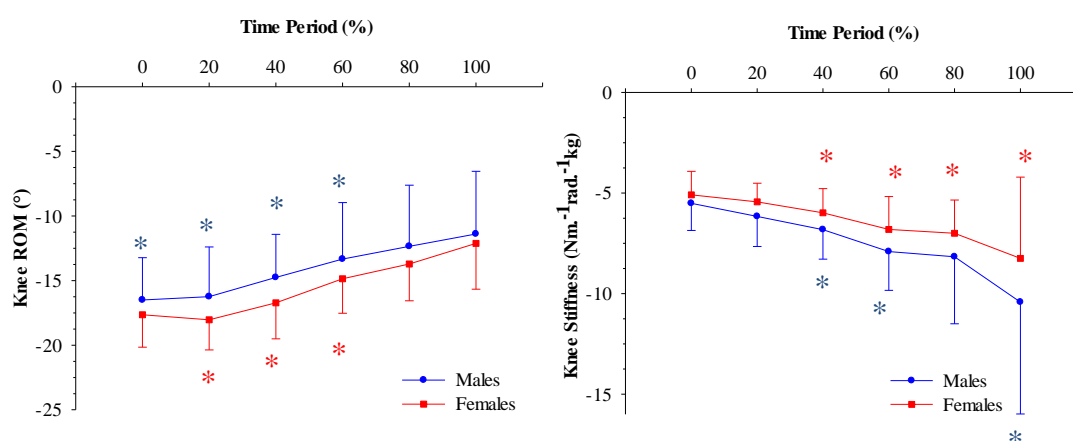 Time Period (%)
0 20 40 60 80 100
Knee ROM (°)
0
-5
-10
-15
-20
-25
*
*
*
*
*
*
*
Males
Females
Time Period (%)
0 20 40 60 80 100
Knee Stiffness (Nm.-1rad.-1kg)
0
-5
-10
-15
*
*
*
*
*
*
*
Males
Females